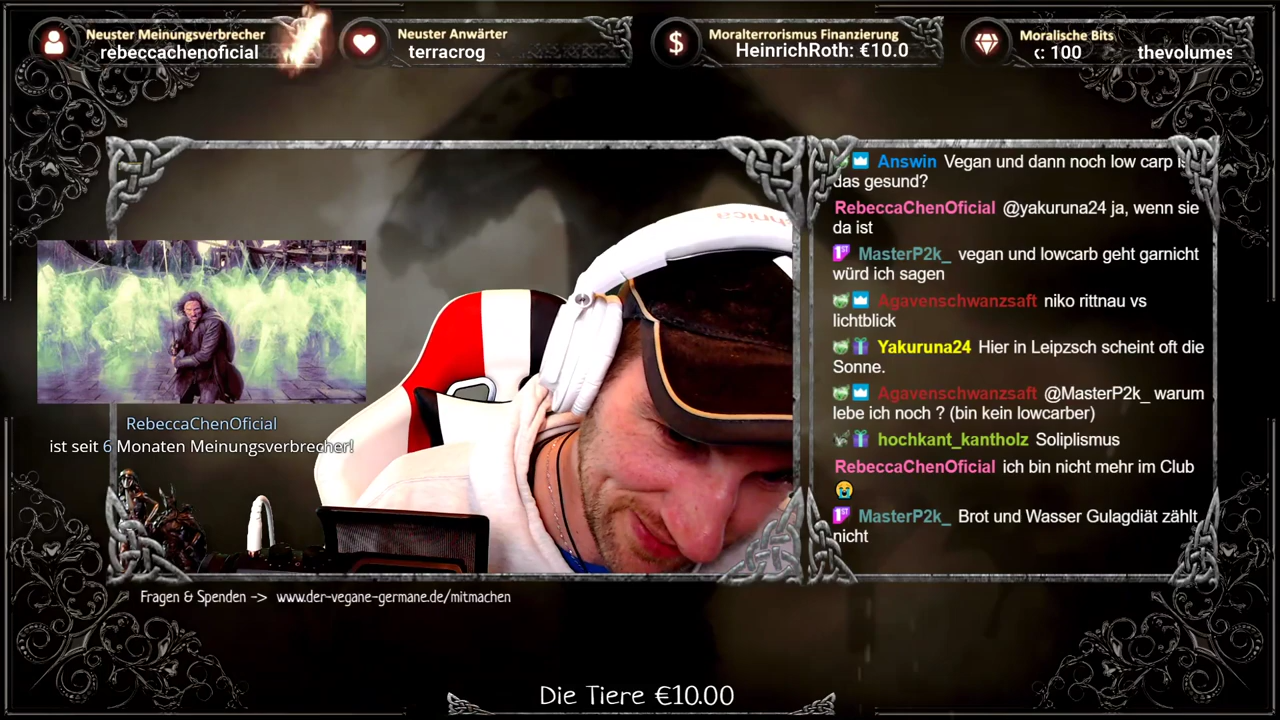 Neuster Meinungsverbrecher
rebeccachenoficial
Neuster Anwärter
terracrog
Moralterrorismus Finanzierung
HeinrichRoth: €10.0
Moralische Bits
: 100 thevolumes
Answin Vegan und dann noch low carp is
das gesund?
RebeccaChenOficial @yakuruna24 ja, wenn sie
da ist
MasterP2k_ vegan und lowcarb geht garnicht
würd ich sagen
Agavenschwanzsaft niko rittnau vs
lichtblick
Yakuruna24 Hier in Leipzsch scheint oft die
Sonne.
Agavenschwanzsaft @MasterP2k_ warum
lebe ich noch ? (bin kein lowcarber)
hochkant_kantholz Soliplismus
RebeccaChenOficial ich bin nicht mehr im Club
MasterP2k_ Brot und Wasser Gulagdiät zählt
nicht
RebeccaChenOficial
ist seit 6 Monaten Meinungsverbrecher!
Fragen & Spenden -> www.der-vegane-germane.de/mitmachen
Die Tiere €10.00